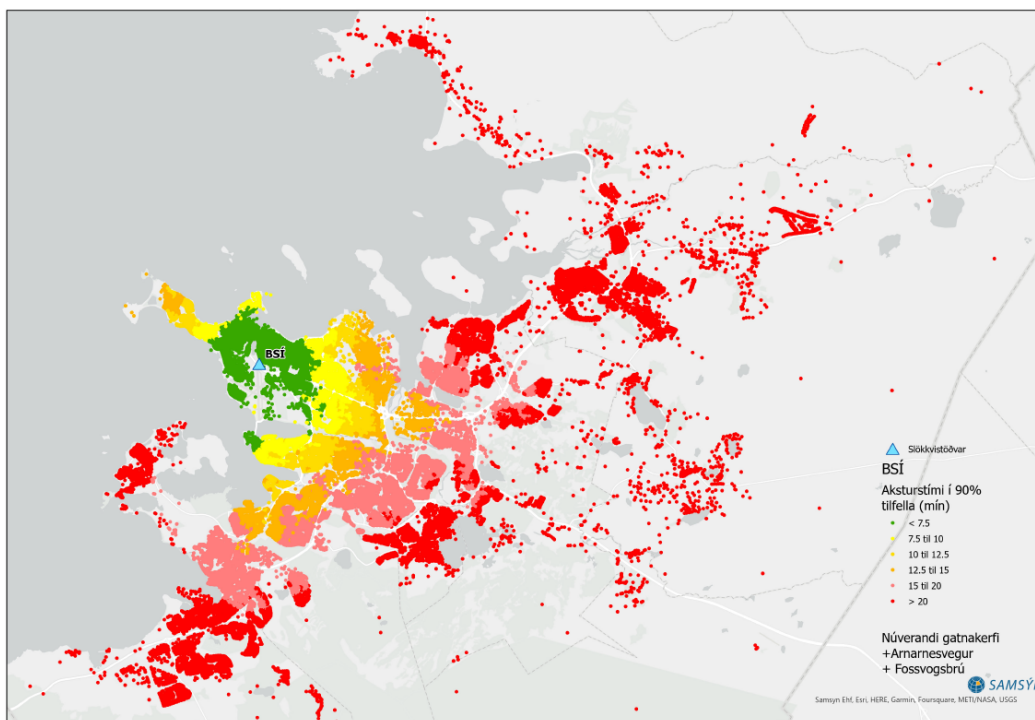 BSÍ
Slökkvistöðvar
BSÍ
Aksturstími í 90%
tilfella (mín)
< 7.5
7.5 til 10
10 til 12.5
12.5 til 15
15 til 20
> 20
Núverandi gatnakerfi
+Arnarnesvegur
+ Fossvogsbrú
SAMSÝN
Samsyn Ehf, Esri, HERE, Garmin, Foursquare, METI/NASA, USGS